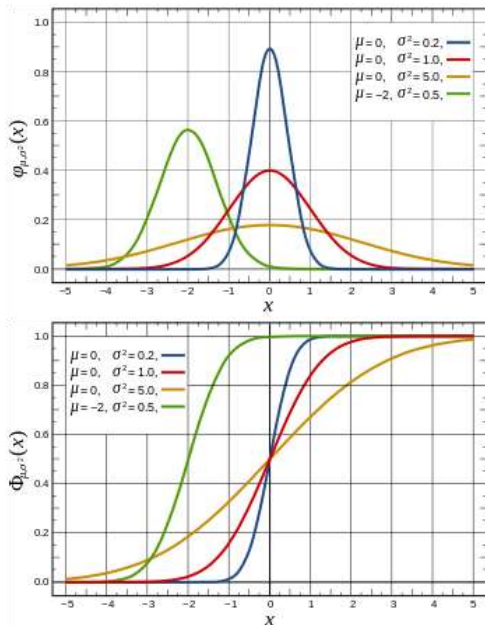 1.0
μ=0, σ²=0.2,
μ=0, σ²=1.0,
μ=0, σ²=5.0,
μ=−2, σ²=0.5,
0.8
0.6
0.4
0.2
0.0
φμ,σ²(x)
−5 −4 −3 −2 −1 0 1 2 3 4 5
x
1.0
μ=0, σ²=0.2,
μ=0, σ²=1.0,
μ=0, σ²=5.0,
μ=−2, σ²=0.5,
0.8
0.6
0.4
0.2
0.0
Φμ,σ²(x)
−5 −4 −3 −2 −1 0 1 2 3 4 5
x